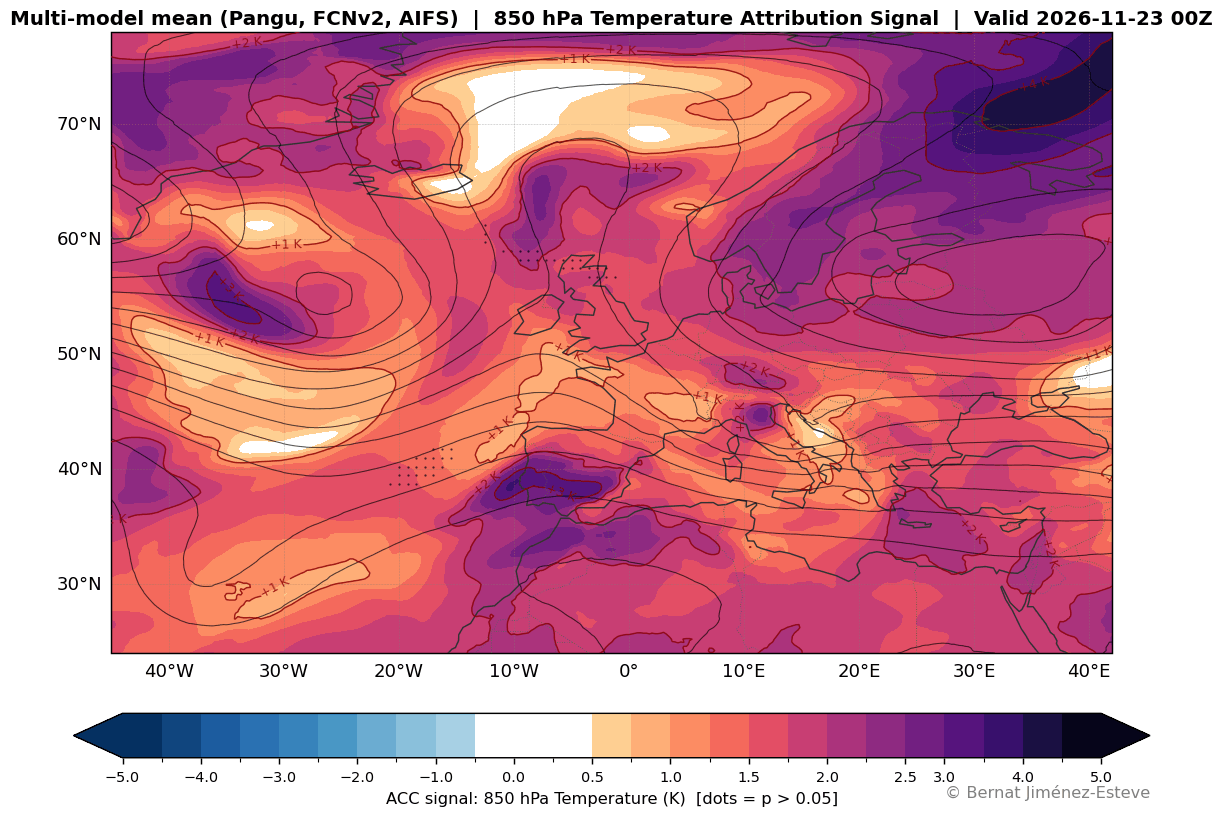 Multi-model mean (Pangu, FCNv2, AIFS)  |  850 hPa Temperature Attribution Signal  |  Valid 2026-11-23 00Z
+2 K
+2 K
+1 K
+4 K
70°N
+2 K
60°N
+1 K
+1 K
+2 K
50°N
+1 K
+2 K
+1 K
+2 K
+1 K
40°N
+2 K
+2 K
+2 K
30°N
+1 K
40°W 30°W 20°W 10°W 0° 10°E 20°E 30°E 40°E
−5.0 −4.0 −3.0 −2.0 −1.0 0.0 0.5 1.0 1.5 2.0 2.5 3.0 4.0 5.0
ACC signal: 850 hPa Temperature (K)  [dots = p > 0.05]
© Bernat Jiménez-Esteve